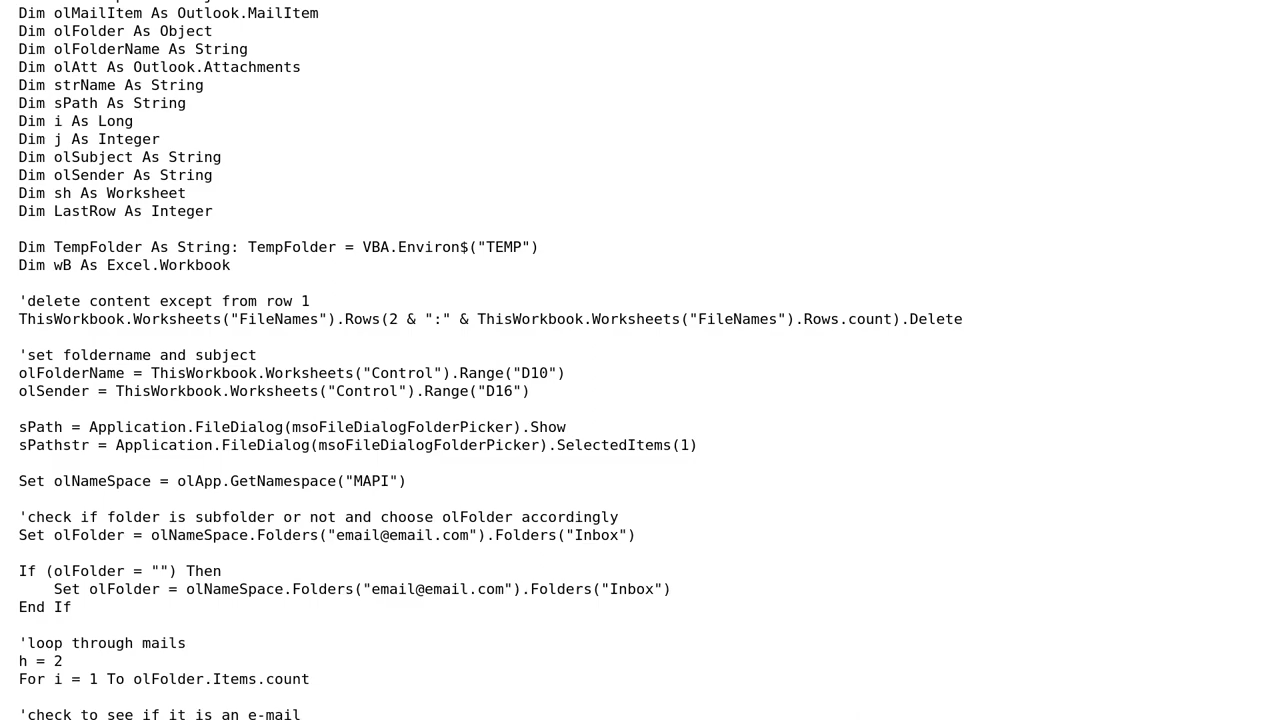 Dim olMailItem As Outlook.MailItem
Dim olFolder As Object
Dim olFolderName As String
Dim olAtt As Outlook.Attachments
Dim strName As String
Dim sPath As String
Dim i As Long
Dim j As Integer
Dim olSubject As String
Dim olSender As String
Dim sh As Worksheet
Dim LastRow As Integer

Dim TempFolder As String: TempFolder = VBA.Environ$("TEMP")
Dim wB As Excel.Workbook

'delete content except from row 1
ThisWorkbook.Worksheets("FileNames").Rows(2 & ":" & ThisWorkbook.Worksheets("FileNames").Rows.count).Delete

'set foldername and subject
olFolderName = ThisWorkbook.Worksheets("Control").Range("D10")
olSender = ThisWorkbook.Worksheets("Control").Range("D16")

sPath = Application.FileDialog(msoFileDialogFolderPicker).Show
sPathstr = Application.FileDialog(msoFileDialogFolderPicker).SelectedItems(1)

Set olNameSpace = olApp.GetNamespace("MAPI")

'check if folder is subfolder or not and choose olFolder accordingly
Set olFolder = olNameSpace.Folders("email@email.com").Folders("Inbox")

If (olFolder = "") Then
    Set olFolder = olNameSpace.Folders("email@email.com").Folders("Inbox")
End If

'loop through mails
h = 2
For i = 1 To olFolder.Items.count

'check to see if it is an e-mail